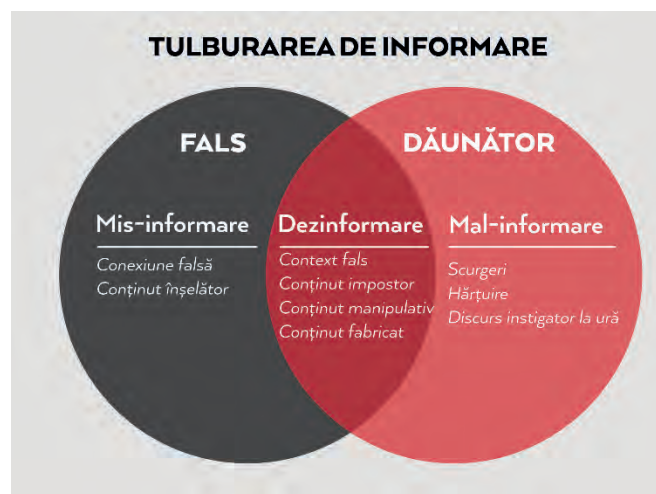 TULBURAREA DE INFORMARE
FALS
DĂUNĂTOR
Mis-informare
Conexiune falsă
Conținut înșelător
Dezinformare
Context fals
Conținut impostor
Conținut manipulativ
Conținut fabricat
Mal-informare
Scurgeri
Hărțuire
Discurs instigator la ură